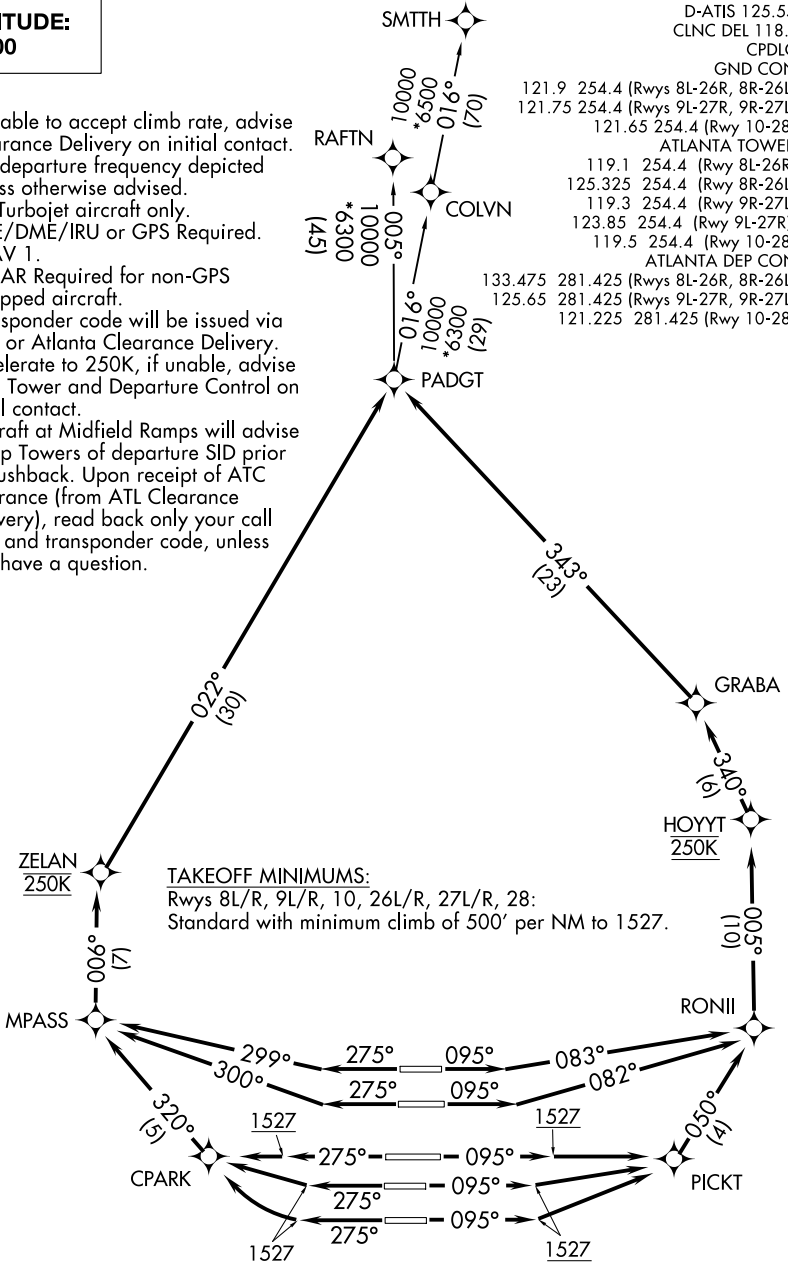 TUDE:
00
SMTTH
D-ATIS 125.55
CLNC DEL 118.
CPDLC
GND CON
121.9 254.4 (Rwys 8L-26R, 8R-26L
121.75 254.4 (Rwys 9L-27R, 9R-27L
121.65 254.4 (Rwy 10-28
ATLANTA TOWER
119.1 254.4 (Rwy 8L-26R
125.325 254.4 (Rwy 8R-26L
119.3 254.4 (Rwy 9R-27L
123.85 254.4 (Rwy 9L-27R)
119.5 254.4 (Rwy 10-28
ATLANTA DEP CON
133.475 281.425 (Rwys 8L-26R, 8R-26L
125.65 281.425 (Rwys 9L-27R, 9R-27L
121.225 281.425 (Rwy 10-28
able to accept climb rate, advise
arance Delivery on initial contact.
departure frequency depicted
ss otherwise advised.
Turbojet aircraft only.
E/DME/IRU or GPS Required.
AV 1.
AR Required for non-GPS
pped aircraft.
sponder code will be issued via
or Atlanta Clearance Delivery.
elerate to 250K, if unable, advise
Tower and Departure Control on
l contact.
raft at Midfield Ramps will advise
p Towers of departure SID prior
ushback. Upon receipt of ATC
rance (from ATL Clearance
very), read back only your call
and transponder code, unless
have a question.
10000
*6500
016°
(70)
RAFTN
COLVN
005°
10000
*6300
(45)
016°
10000
*6300
(29)
PADGT
343°
(23)
022°
(30)
GRABA
340°
(6)
HOYYT
250K
ZELAN
250K
TAKEOFF MINIMUMS:
Rwys 8L/R, 9L/R, 10, 26L/R, 27L/R, 28:
Standard with minimum climb of 500' per NM to 1527.
006°
(7)
005°
(10)
MPASS
RONII
299°
275°
095°
083°
300°
275°
095°
082°
320°
(5)
050°
(4)
1527
1527
CPARK
275°
095°
PICKT
275°
095°
275°
095°
1527
1527